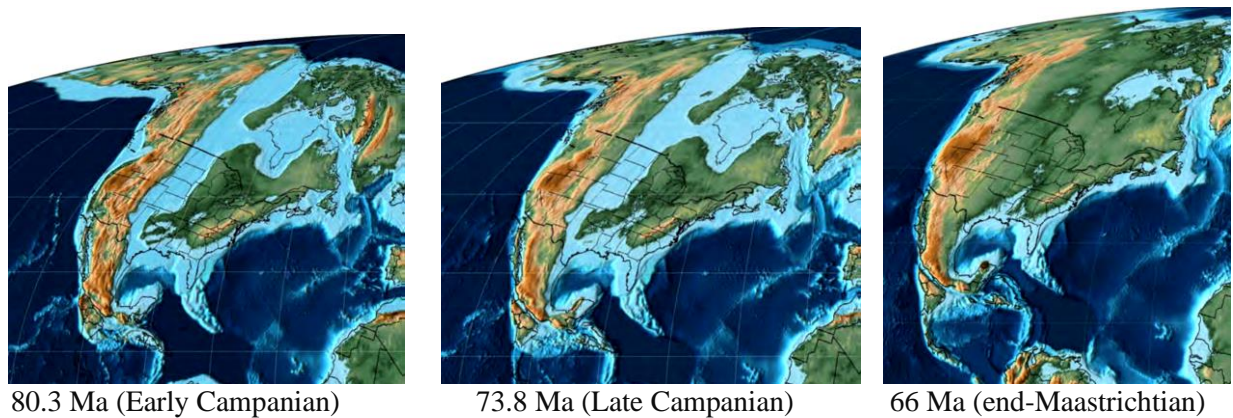 80.3 Ma (Early Campanian)
73.8 Ma (Late Campanian)
66 Ma (end-Maastrichtian)